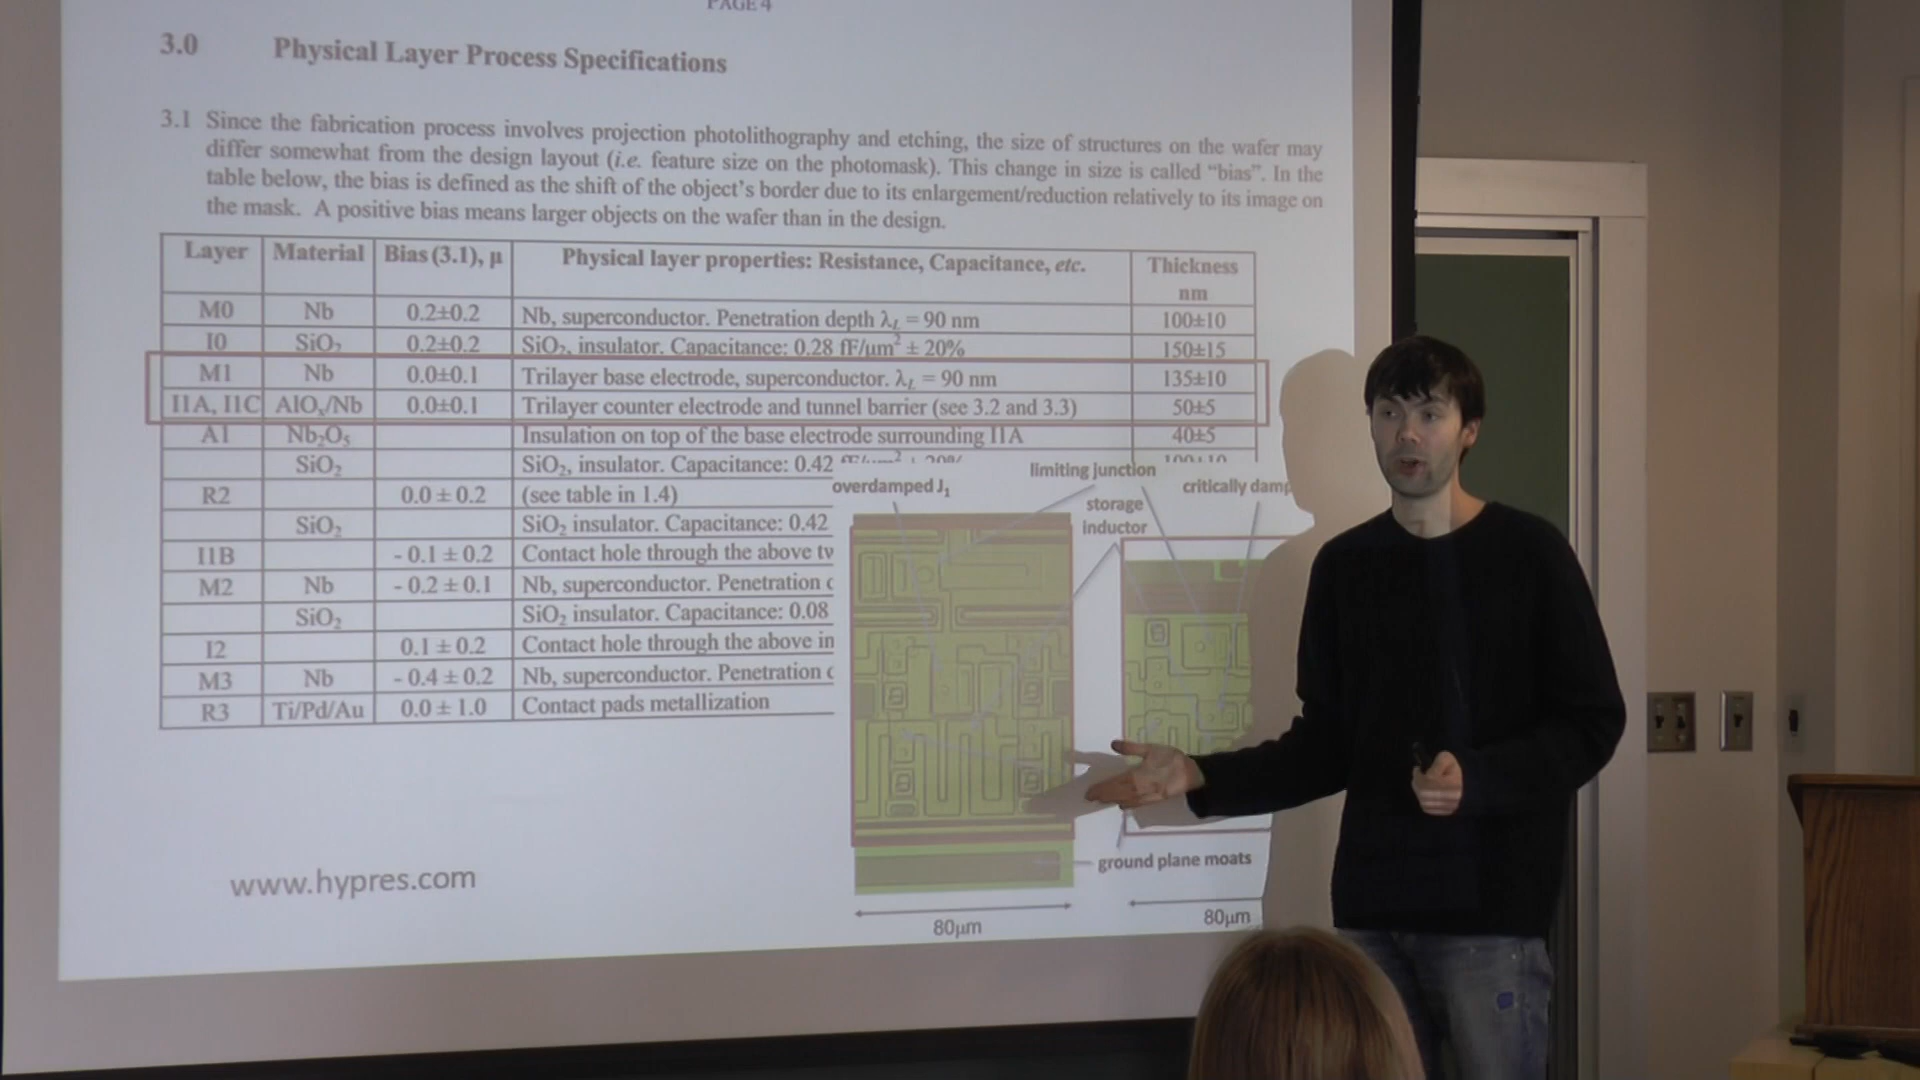 PAGE 4
3.0 Physical Layer Process Specifications
3.1 Since the fabrication process involves projection photolithography and etching, the size of structures on the wafer may
differ somewhat from the design layout (i.e. feature size on the photomask). This change in size is called “bias”. In the
table below, the bias is defined as the shift of the object’s border due to its enlargement/reduction relatively to its image on
the mask. A positive bias means larger objects on the wafer than in the design.
Layer Material Bias (3.1), µ Physical layer properties: Resistance, Capacitance, etc. Thickness
nm
M0 Nb 0.2±0.2 Nb, superconductor. Penetration depth λL = 90 nm 100±10
I0 SiO2 0.2±0.2 SiO2, insulator. Capacitance: 0.28 fF/µm2 ± 20% 150±15
M1 Nb 0.0±0.1 Trilayer base electrode, superconductor. λL = 90 nm 135±10
I1A, I1C AlOx/Nb 0.0±0.1 Trilayer counter electrode and tunnel barrier (see 3.2 and 3.3) 50±5
A1 Nb2O5 Insulation on top of the base electrode surrounding I1A 40±5
SiO2 SiO2, insulator. Capacitance: 0.42
R2 0.0 ± 0.2 (see table in 1.4)
SiO2 SiO2 insulator. Capacitance: 0.42
I1B - 0.1 ± 0.2 Contact hole through the above
M2 Nb - 0.2 ± 0.1 Nb, superconductor. Penetration
SiO2 SiO2 insulator. Capacitance: 0.08
I2 0.1 ± 0.2 Contact hole through the above in
M3 Nb - 0.4 ± 0.2 Nb, superconductor. Penetration
R3 Ti/Pd/Au 0.0 ± 1.0 Contact pads metallization
limiting junction
overdamped J1
critically damp
storage
inductor
ground plane moats
80µm
80µm
www.hypres.com